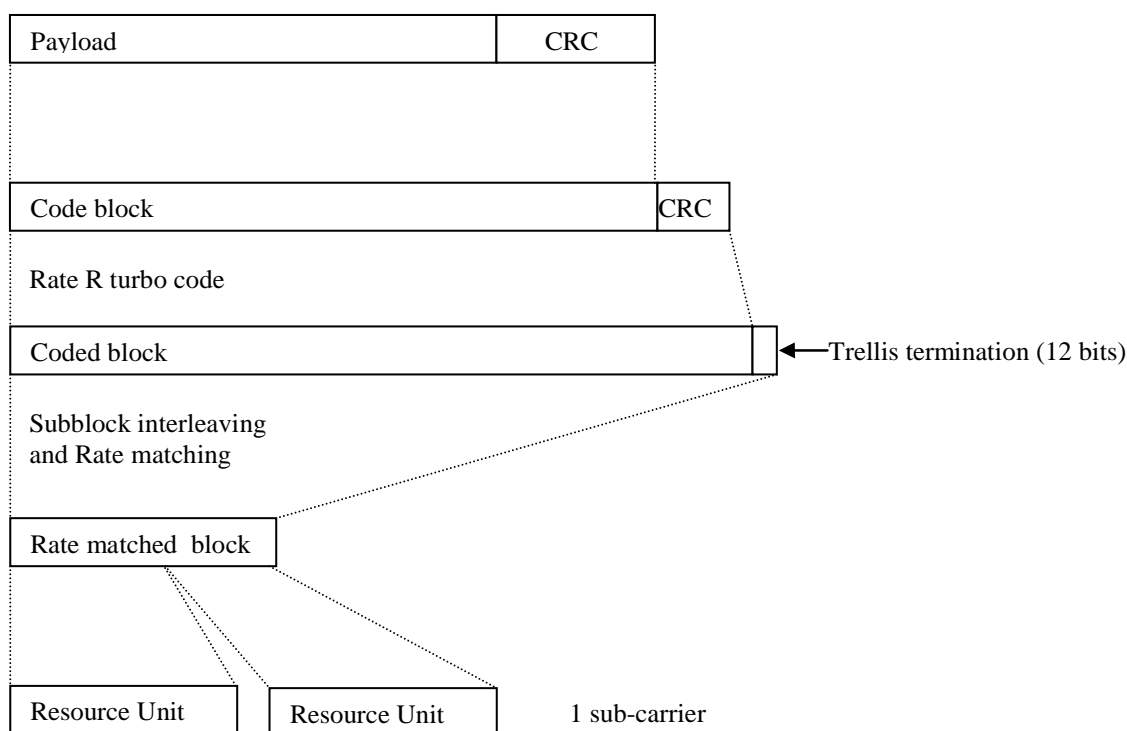 Payload
CRC
Code block
CRC
Rate R turbo code
Coded block
Trellis termination (12 bits)
Subblock interleaving
and Rate matching
Rate matched block
Resource Unit
Resource Unit
1 sub-carrier